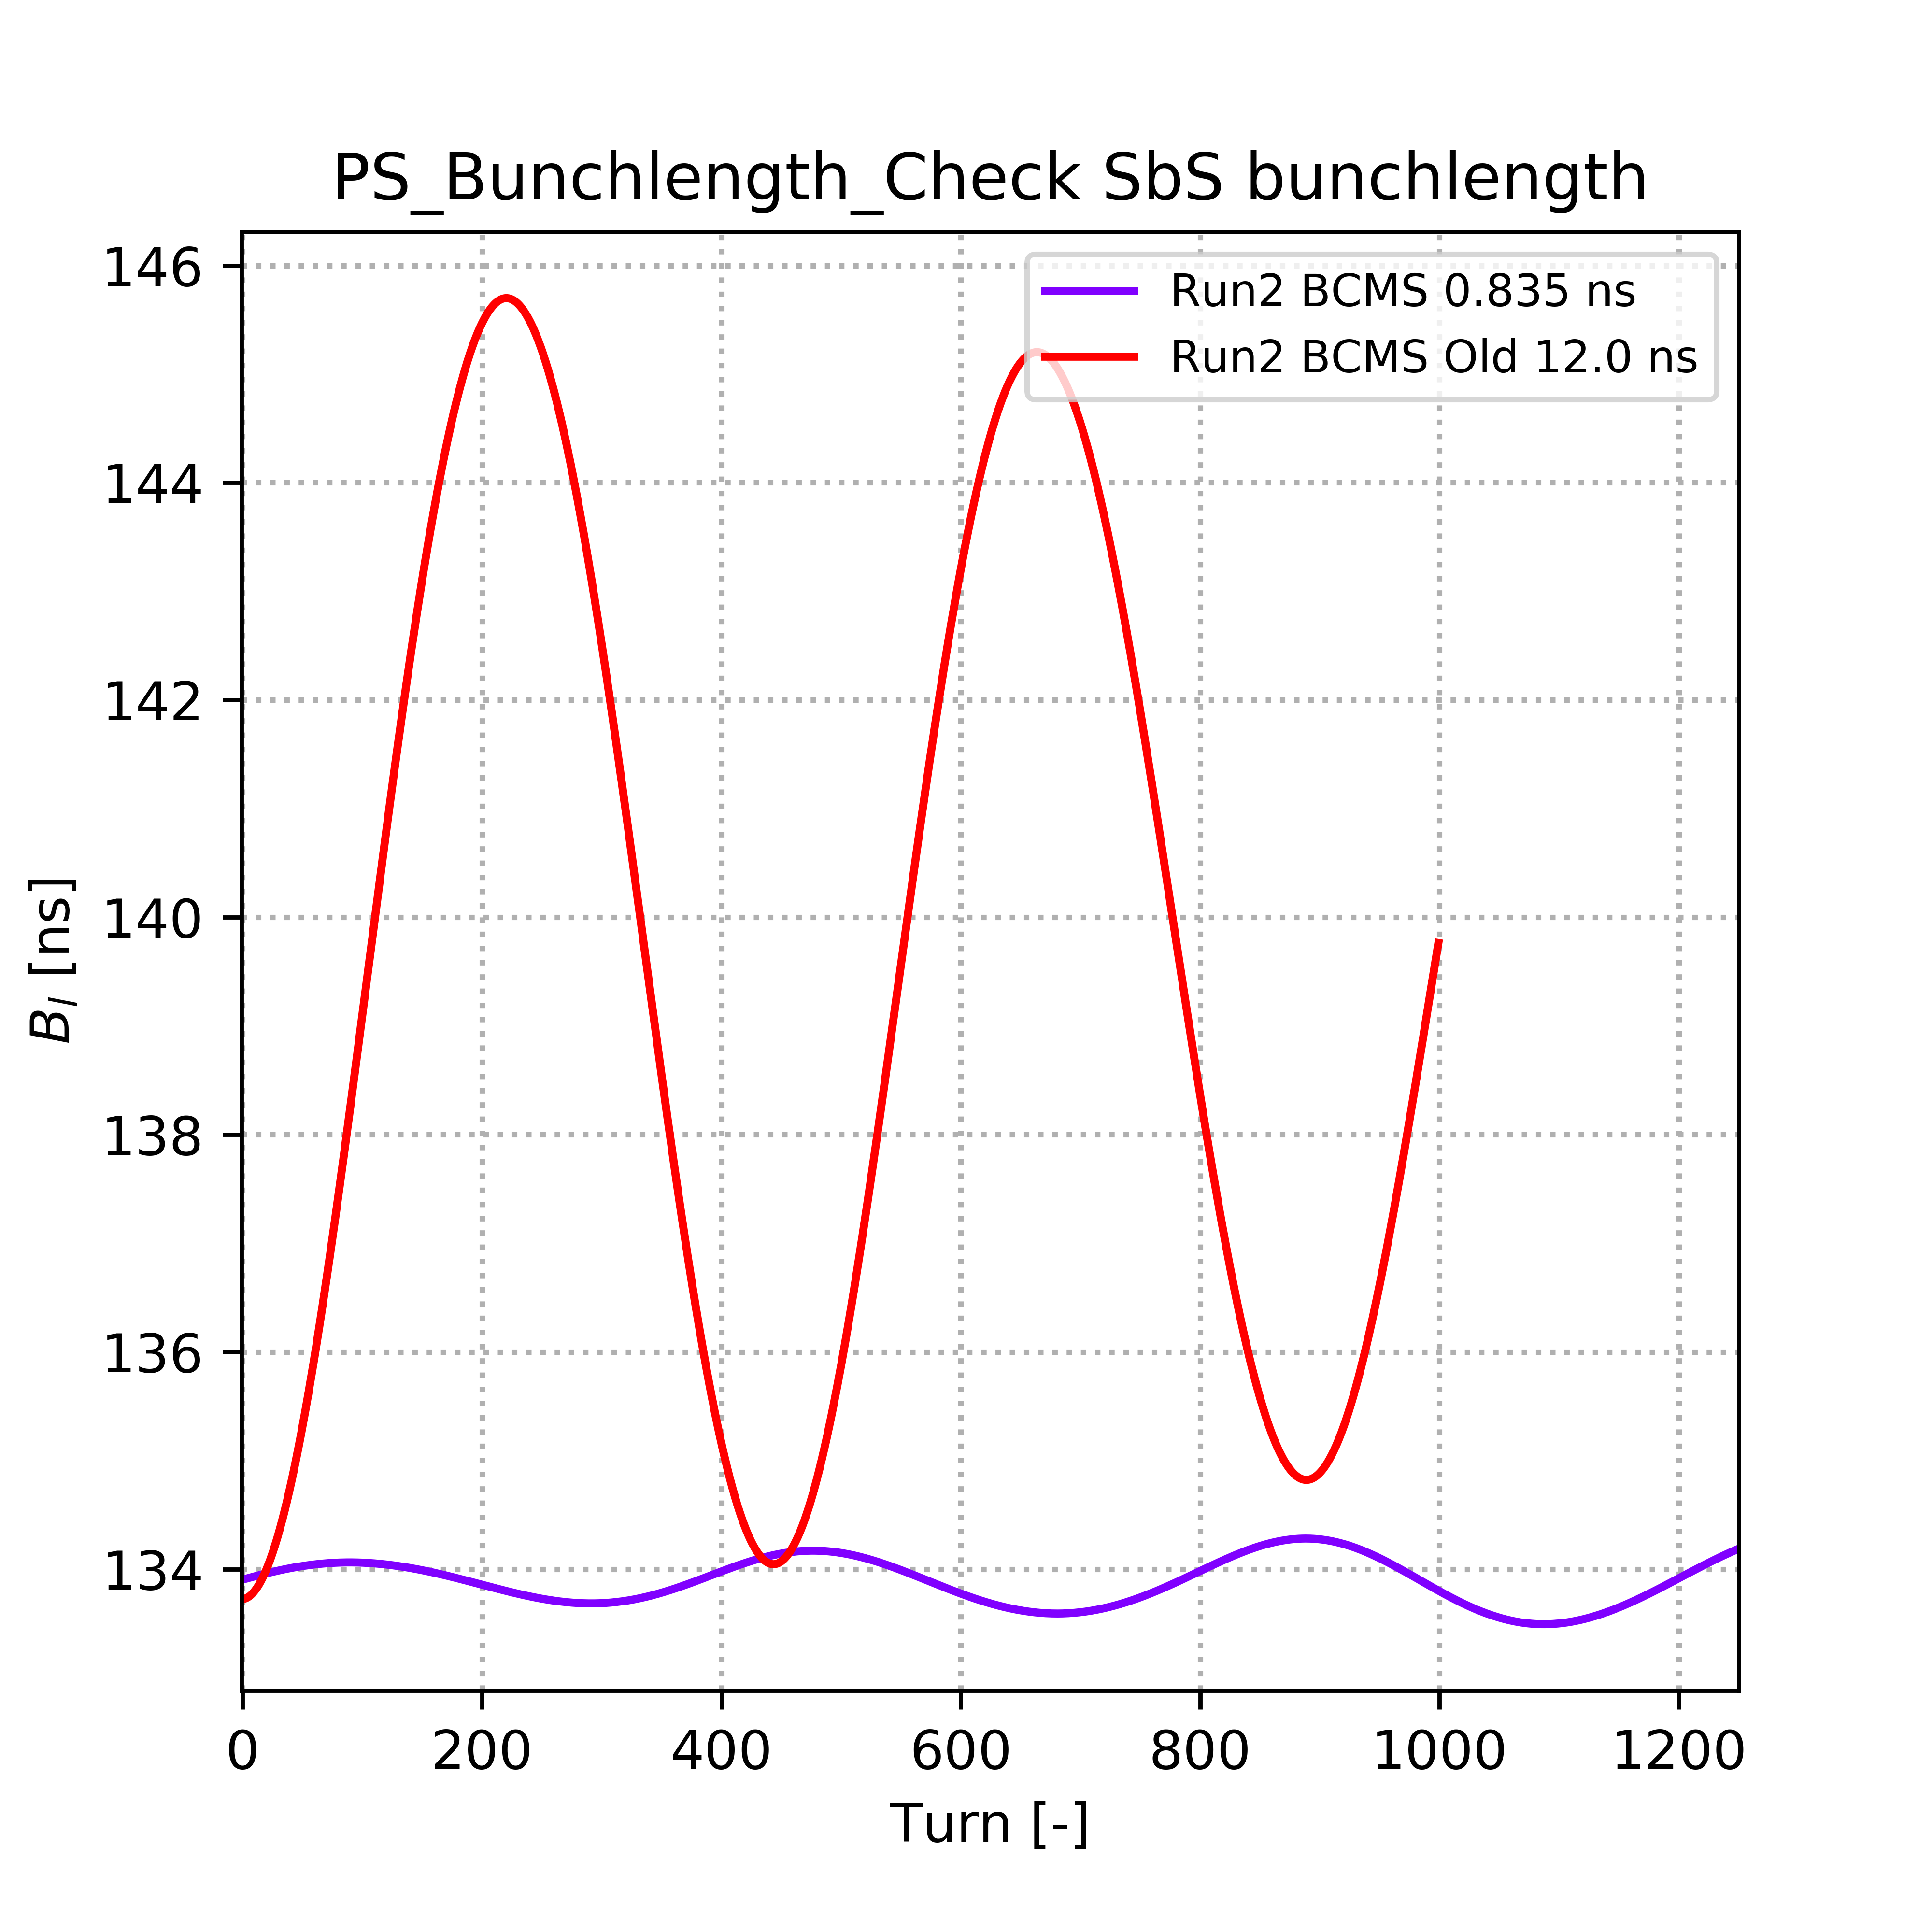 PS_Bunchlength_Check SbS bunchlength
Run2 BCMS 0.835 ns
Run2 BCMS Old 12.0 ns
146
144
142
140
138
136
134
B_l [ns]
0 200 400 600 800 1000 1200
Turn [-]